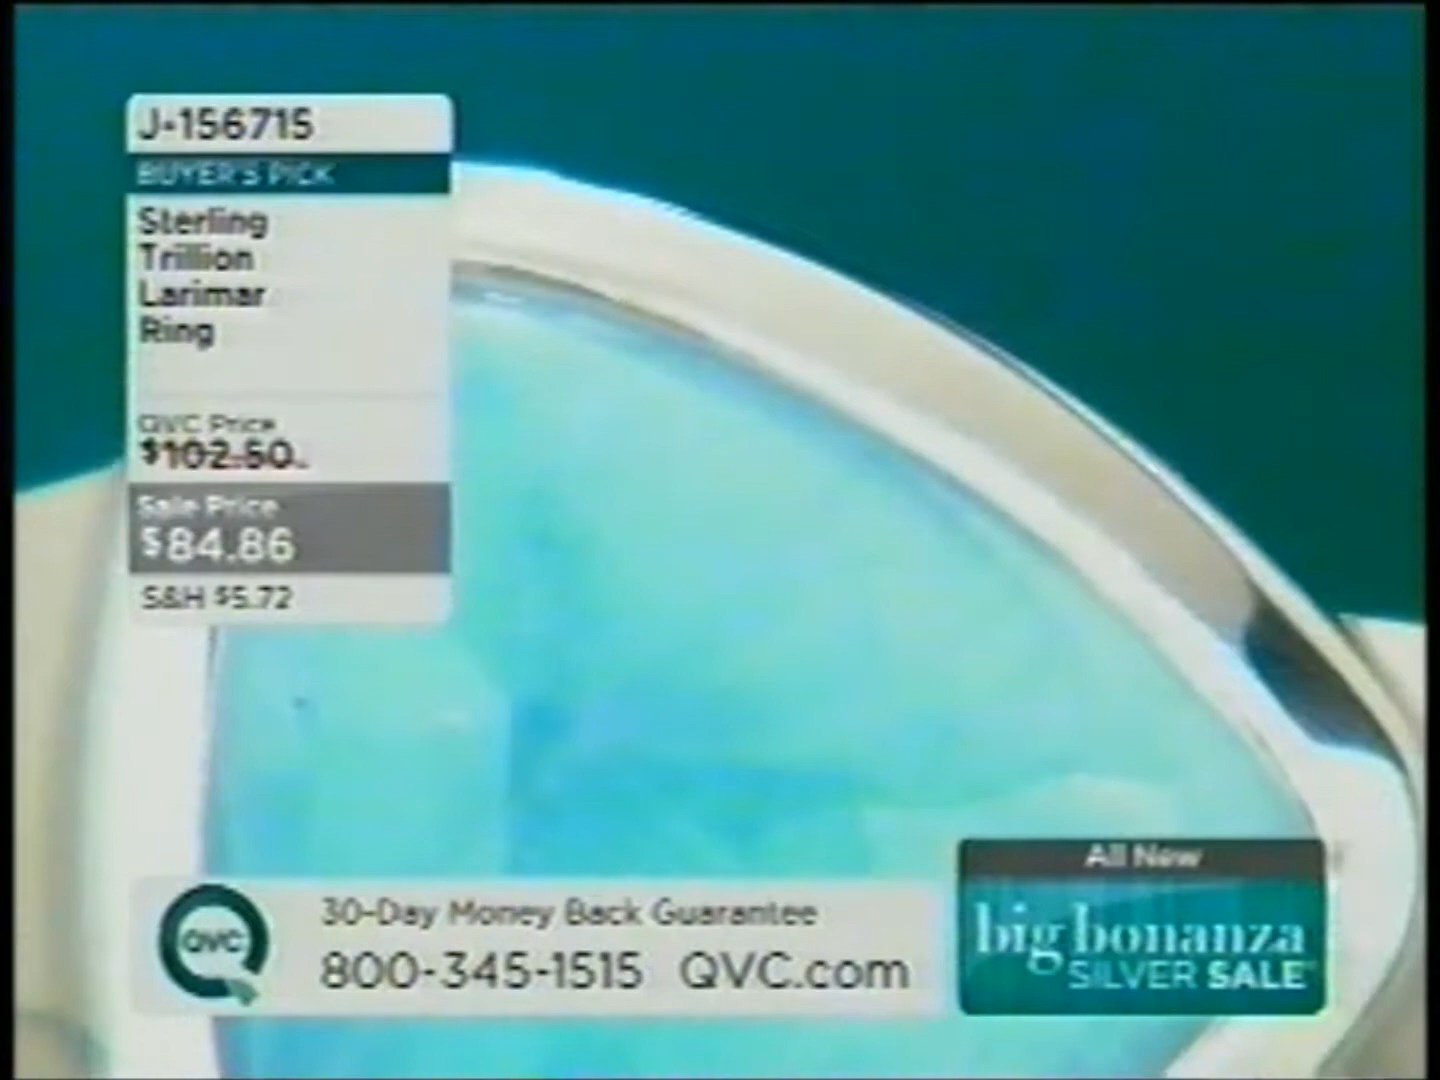 J-156715
BUYER'S PICK
Sterling
Trillion
Larimar
Ring
QVC Price
$102.50
Sale Price
$84.86
S&H $5.72
QVC
30-Day Money Back Guarantee
800-345-1515 QVC.com
All New
big bonanza
SILVER SALE